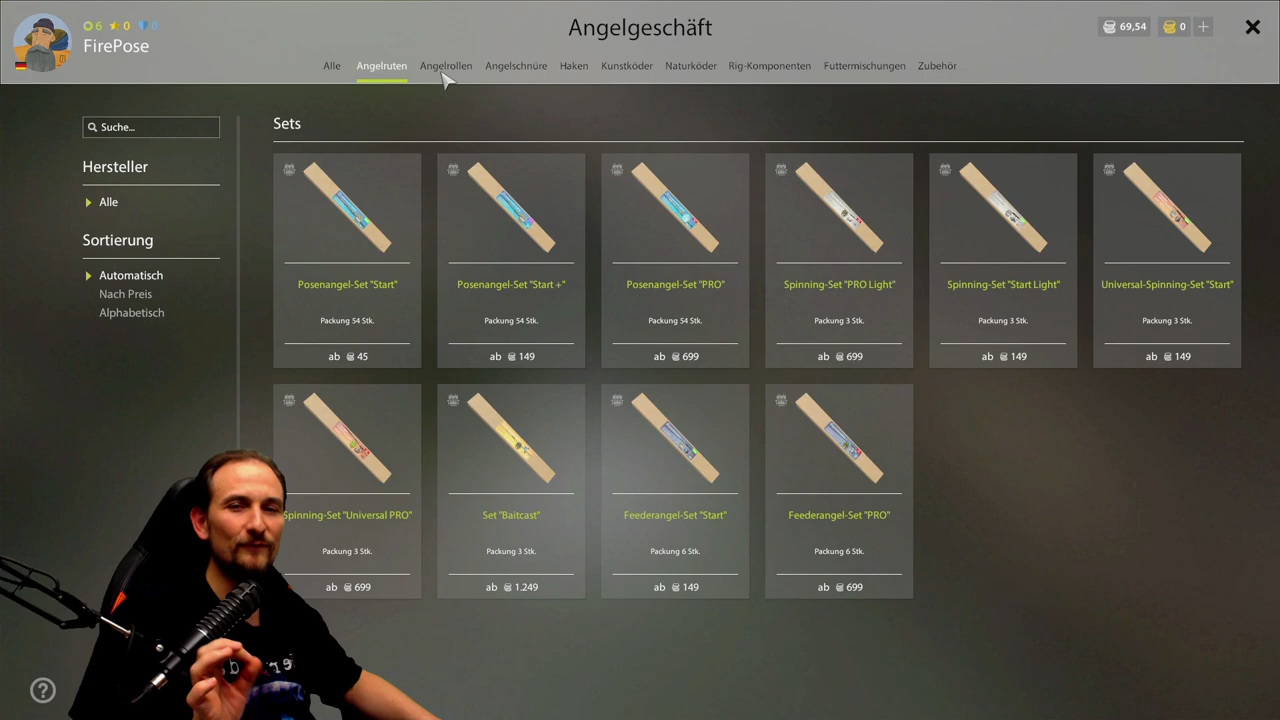 6 0 0
FirePose
Angelgeschäft
69,54
0
Alle Angelruten Angelrollen Angelschnüre Haken Kunstköder Naturköder Rig-Komponenten Futtermischungen Zubehör
Suche...
Hersteller
Alle
Sortierung
Automatisch
Nach Preis
Alphabetisch
Sets
Posenangel-Set "Start"
Packung 54 Stk.
ab 45
Posenangel-Set "Start +"
Packung 54 Stk.
ab 149
Posenangel-Set "PRO"
Packung 54 Stk.
ab 699
Spinning-Set "PRO Light"
Packung 3 Stk.
ab 699
Spinning-Set "Start Light"
Packung 3 Stk.
ab 149
Universal-Spinning-Set "Start"
Packung 3 Stk.
ab 149
Spinning-Set "Universal PRO"
Packung 3 Stk.
ab 699
Set "Baitcast"
Packung 3 Stk.
ab 1.249
Feederangel-Set "Start"
Packung 6 Stk.
ab 149
Feederangel-Set "PRO"
Packung 6 Stk.
ab 699
?